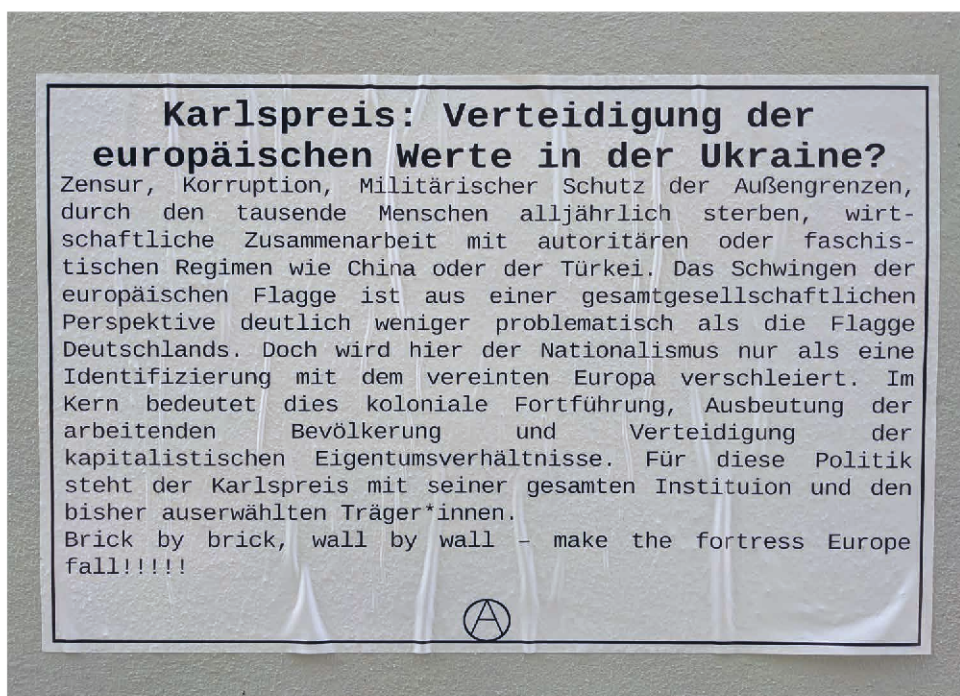 Karlspreis: Verteidigung der
europäischen Werte in der Ukraine?
Zensur, Korruption, Militärischer Schutz der Außengrenzen,
durch den tausende Menschen alljährlich sterben, wirt-
schaftliche Zusammenarbeit mit autoritären oder faschis-
tischen Regimen wie China oder der Türkei. Das Schwingen der
europäischen Flagge ist aus einer gesamtgesellschaftlichen
Perspektive deutlich weniger problematisch als die Flagge
Deutschlands. Doch wird hier der Nationalismus nur als eine
Identifizierung mit dem vereinten Europa verschleiert. Im
Kern bedeutet dies koloniale Fortführung, Ausbeutung der
arbeitenden Bevölkerung und Verteidigung der
kapitalistischen Eigentumsverhältnisse. Für diese Politik
steht der Karlspreis mit seiner gesamten Instituion und den
bisher auserwählten Träger*innen.
Brick by brick, wall by wall – make the fortress Europe
fall!!!!!